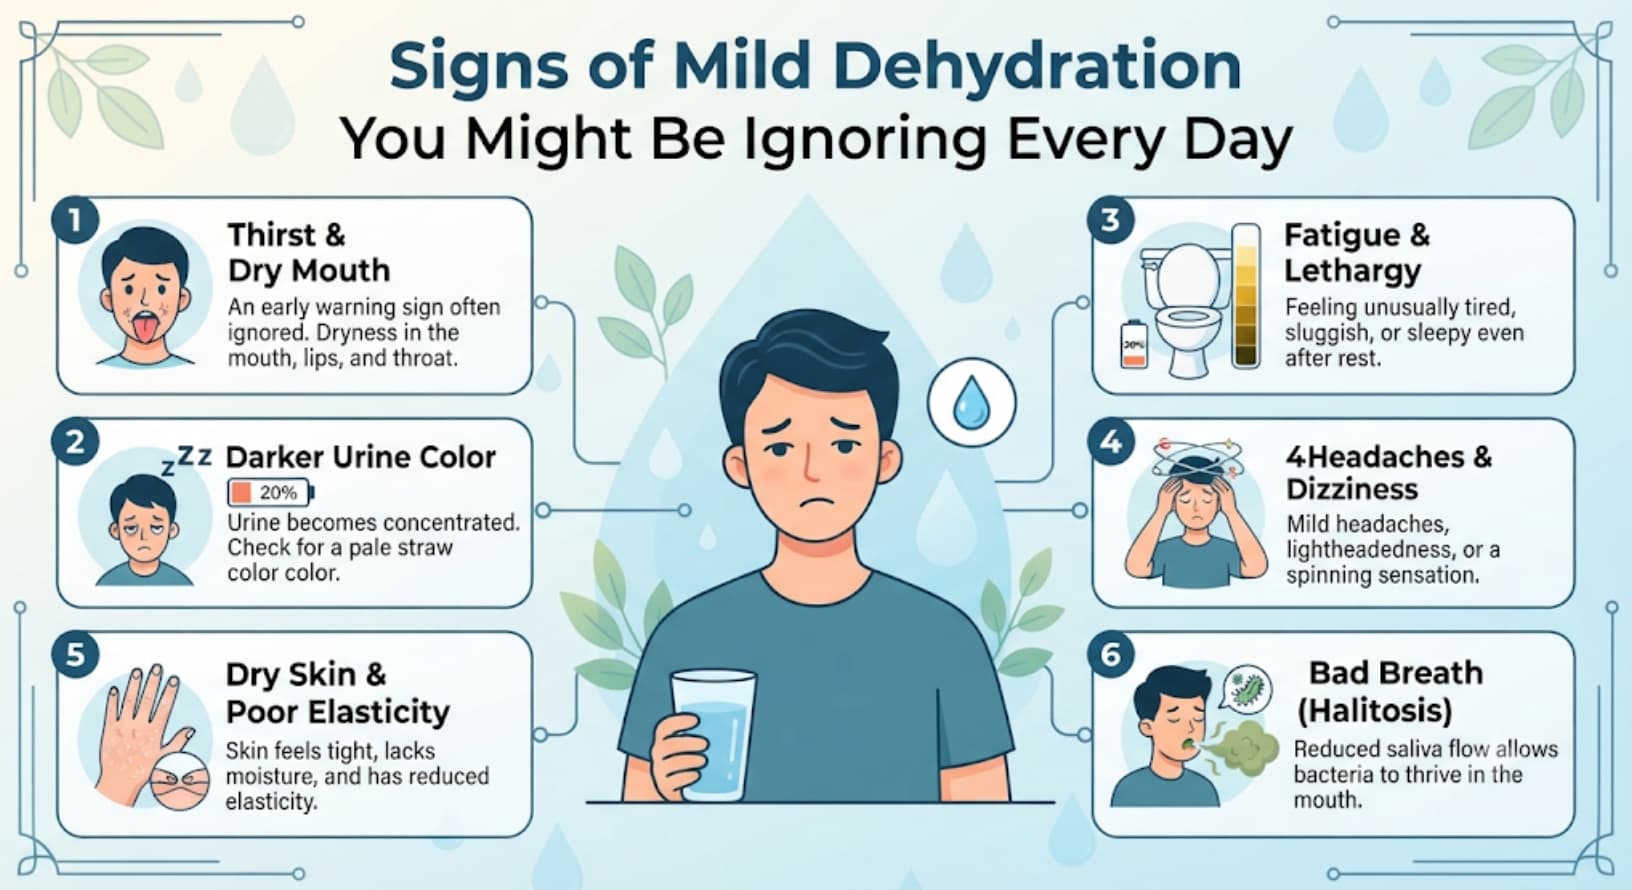 Signs of Mild Dehydration
You Might Be Ignoring Every Day
1
Thirst &
Dry Mouth
An early warning sign often
ignored. Dryness in the
mouth, lips, and throat.
2
zZz
Darker Urine Color
20%
Urine becomes concentrated.
Check for a pale straw
color color.
3
20%
Fatigue &
Lethargy
Feeling unusually tired,
sluggish, or sleepy even
after rest.
4
4Headaches &
Dizziness
Mild headaches,
lightheadedness, or a
spinning sensation.
5
Dry Skin &
Poor Elasticity
Skin feels tight, lacks
moisture, and has reduced
elasticity.
6
Bad Breath
(Halitosis)
Reduced saliva flow allows
bacteria to thrive in the
mouth.